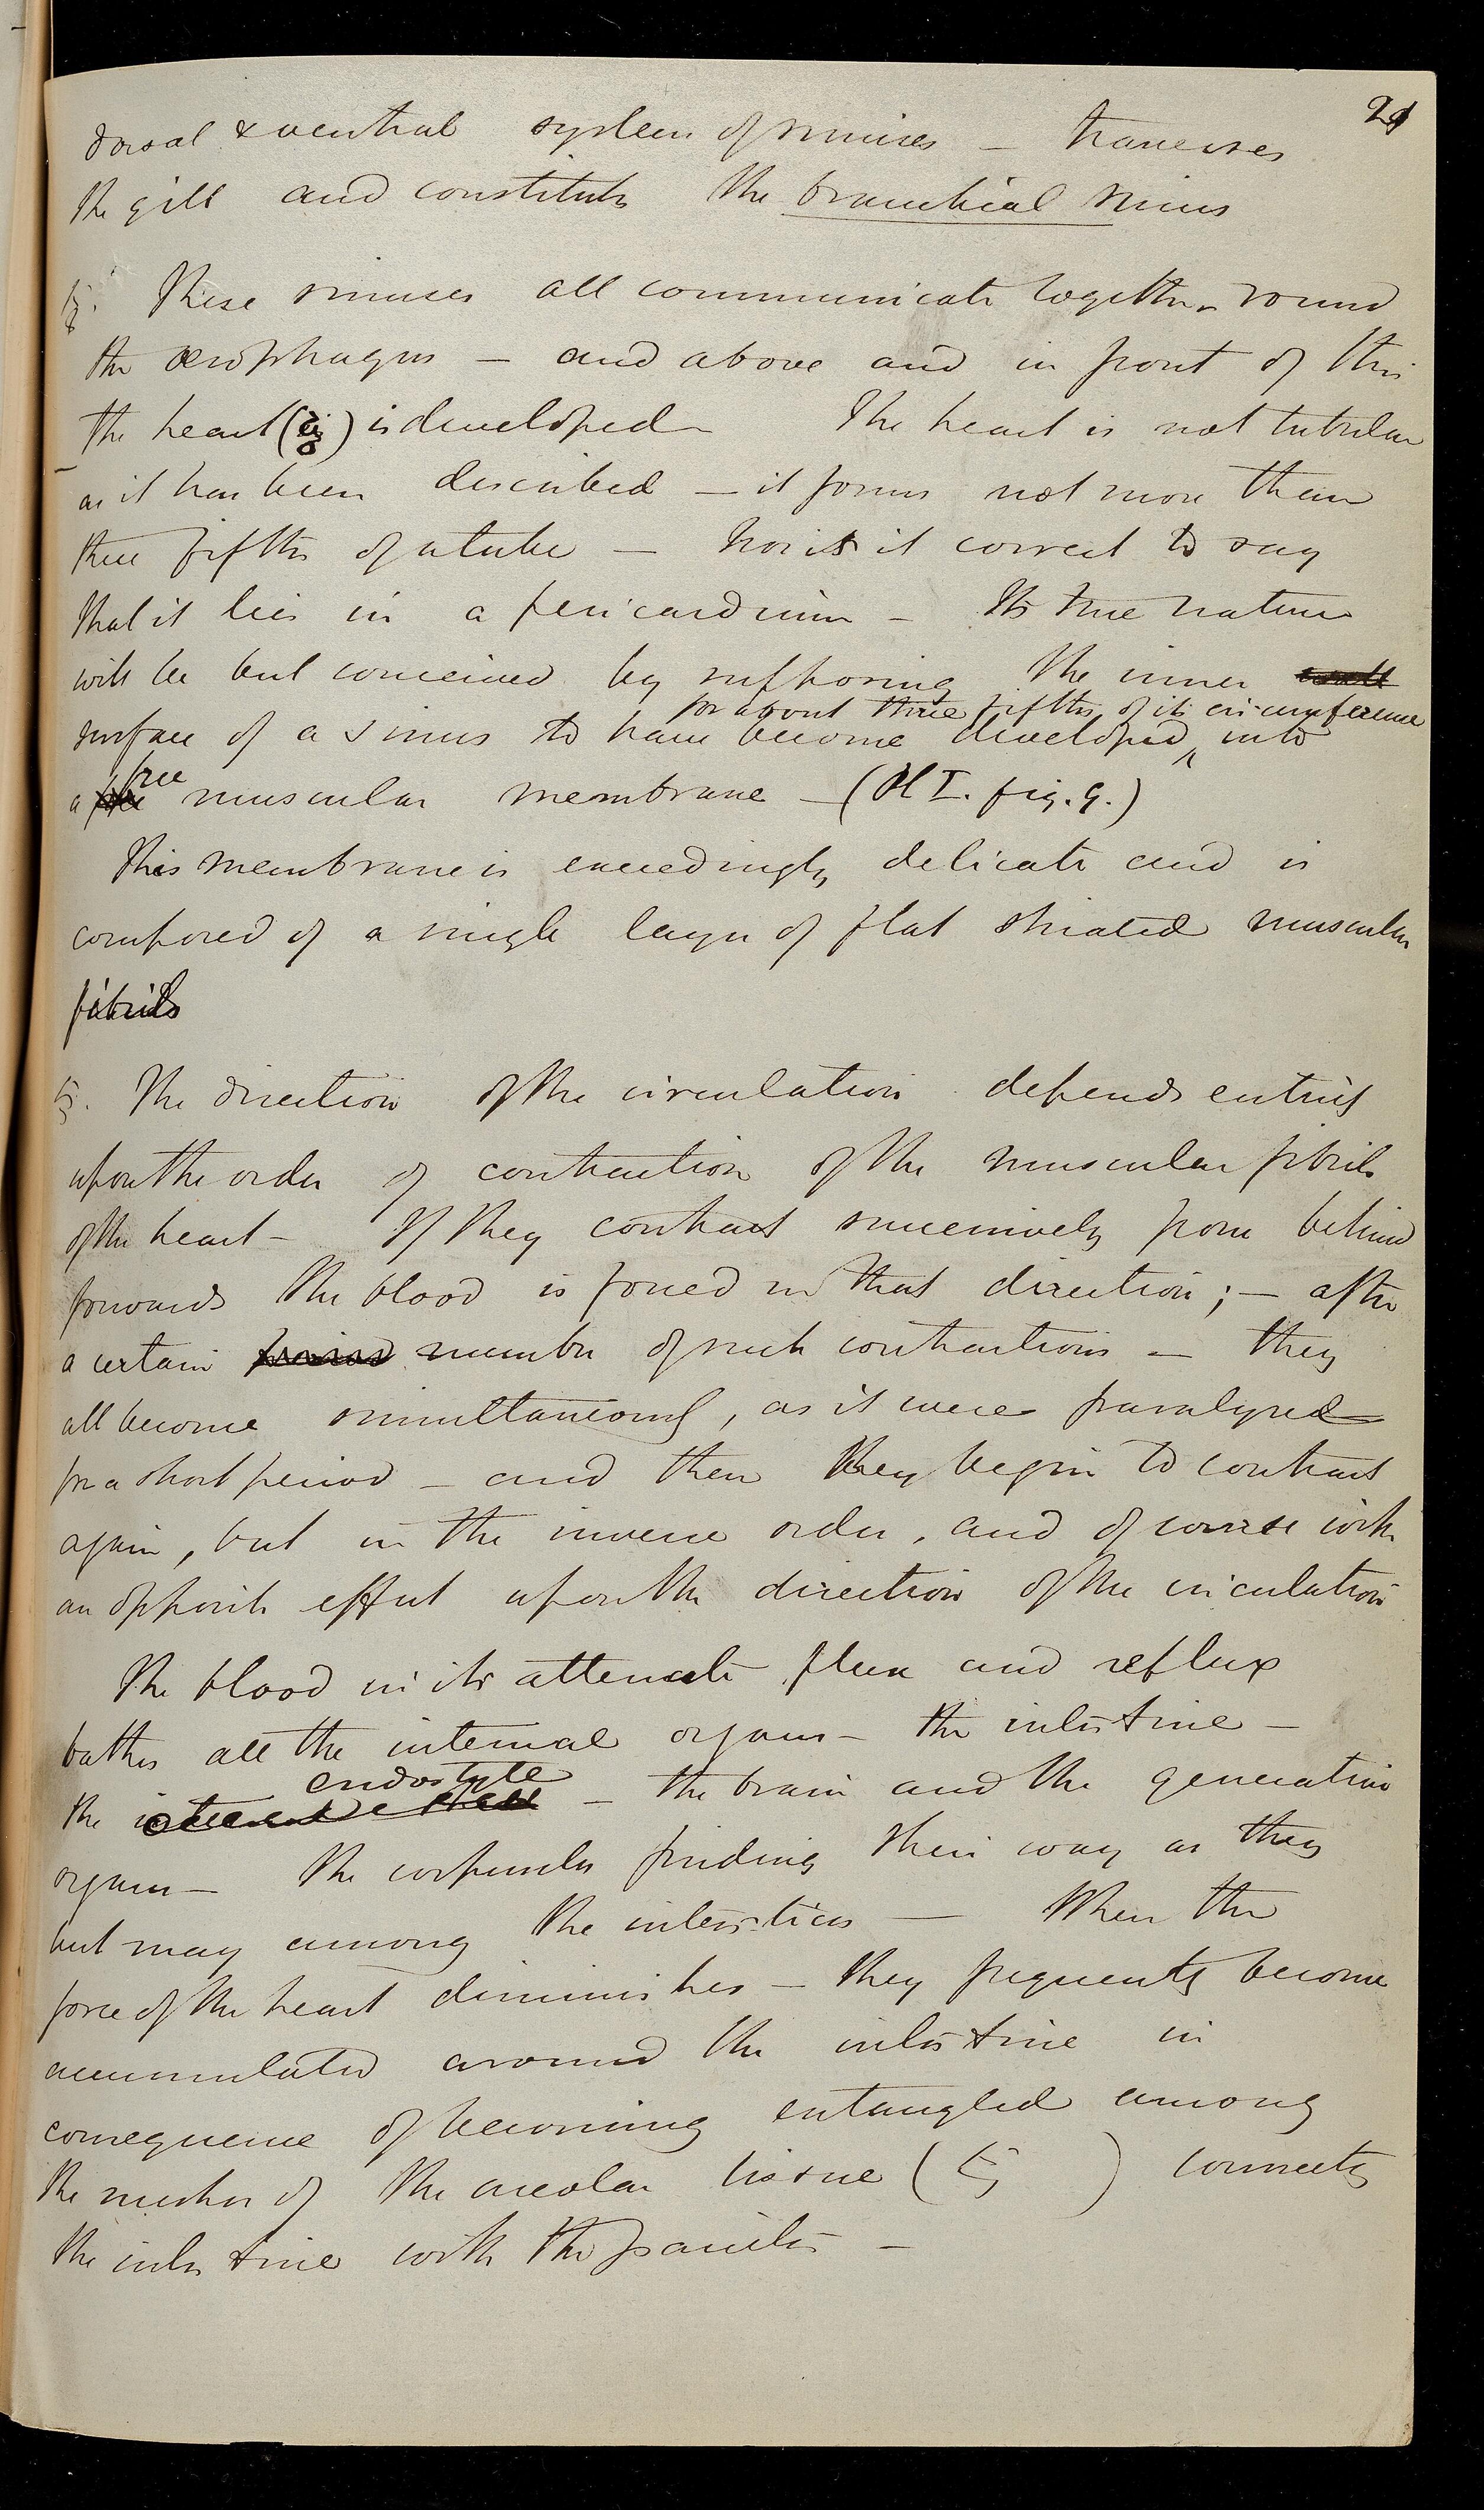 21
dorsal & ventral system of sinuses — traverses
the gill and constitutes the branchial sinus
These sinuses all communicate together round
the œsophagus — and above and in front of this
the heart ( ) is developed — The heart is not tubular
as it has been described — it forms not more than
three fifths of a tube — Nor is it correct to say
that it lies in a pericardium — Its true nature
will be best conceived by supposing the inner
for about three fifths of its circumference
surface of a sinus to have become developed ^ into
a free muscular membrane — (Pl I. fig. 9.)
This membrane is exceedingly delicate and is
composed of a single layer of flat striated muscular
fibrils
The direction of the circulation depends entirely
upon the order of contraction of the muscular fibrils
of the heart — If they contract successively from behind
forwards the blood is forced in that direction; — after
a certain period number of such contractions — they
all become simultaneously, as it were paralyzed
for a short period — and then they begin to contract
again, but in the inverse order, and of course with
an opposite effect upon the direction of the circulation
The blood in its alternate flux and reflux
bathes all the internal organs — the intestine —
endostyle
the — the brain and the generative
organs — The corpuscles finding their way as they
best may among the interstices — When the
force of the heart diminishes — they frequently become
accumulated around the intestine in
consequence of becoming entangled among
the meshes of the areolar tissue ( ) connecting
the intestine with the parietes —